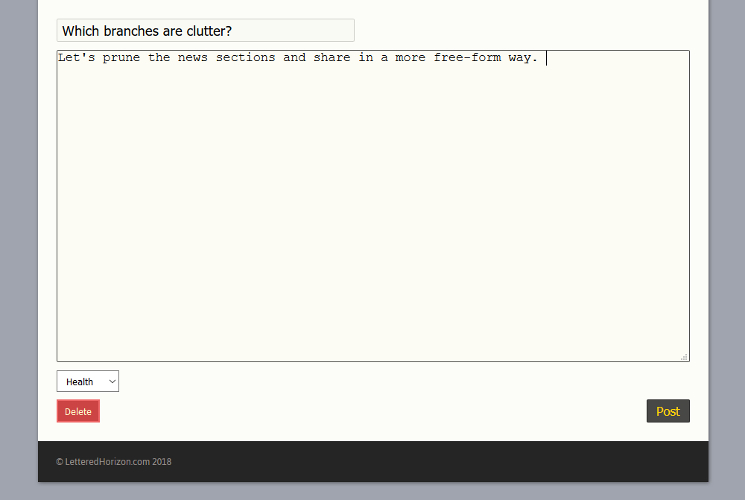 Which branches are clutter?
Let's prune the news sections and share in a more free-form way.
Health
Delete
Post
© LetteredHorizon.com 2018